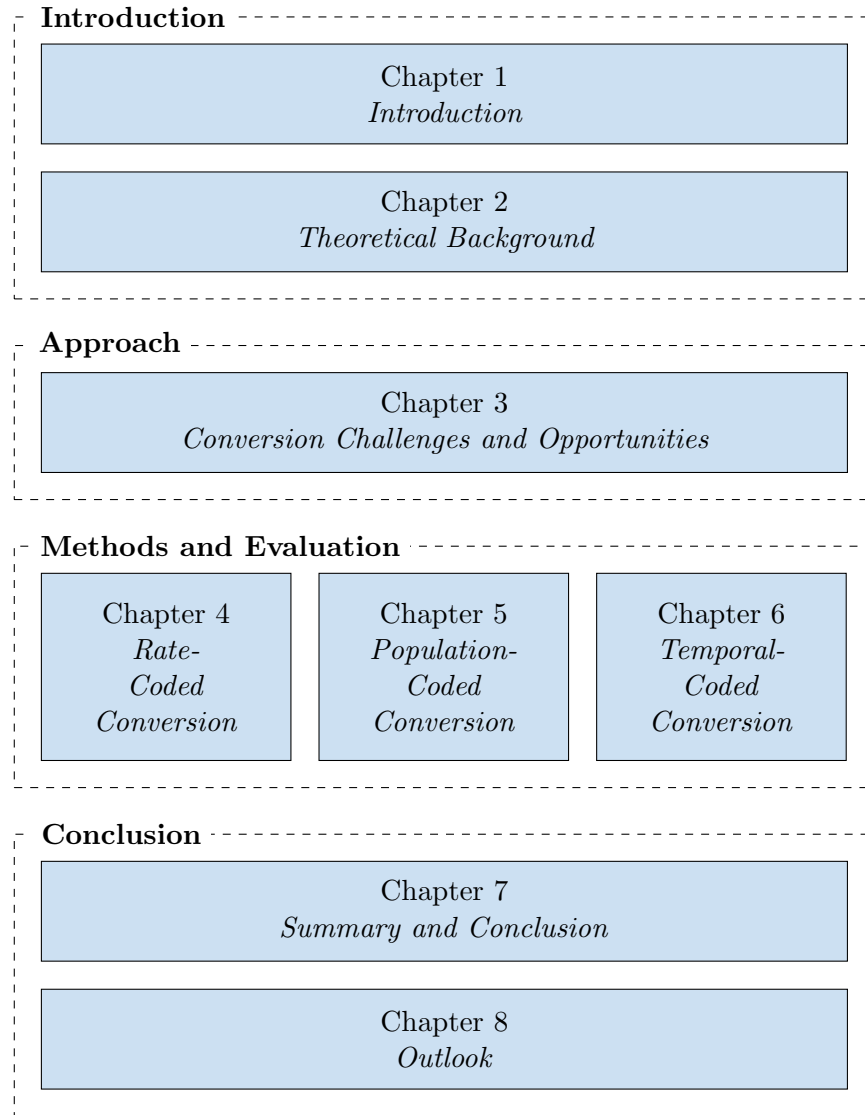 Introduction
Chapter 1
Introduction
Chapter 2
Theoretical Background
Approach
Chapter 3
Conversion Challenges and Opportunities
Methods and Evaluation
Chapter 4
Rate-
Coded
Conversion
Chapter 5
Population-
Coded
Conversion
Chapter 6
Temporal-
Coded
Conversion
Conclusion
Chapter 7
Summary and Conclusion
Chapter 8
Outlook